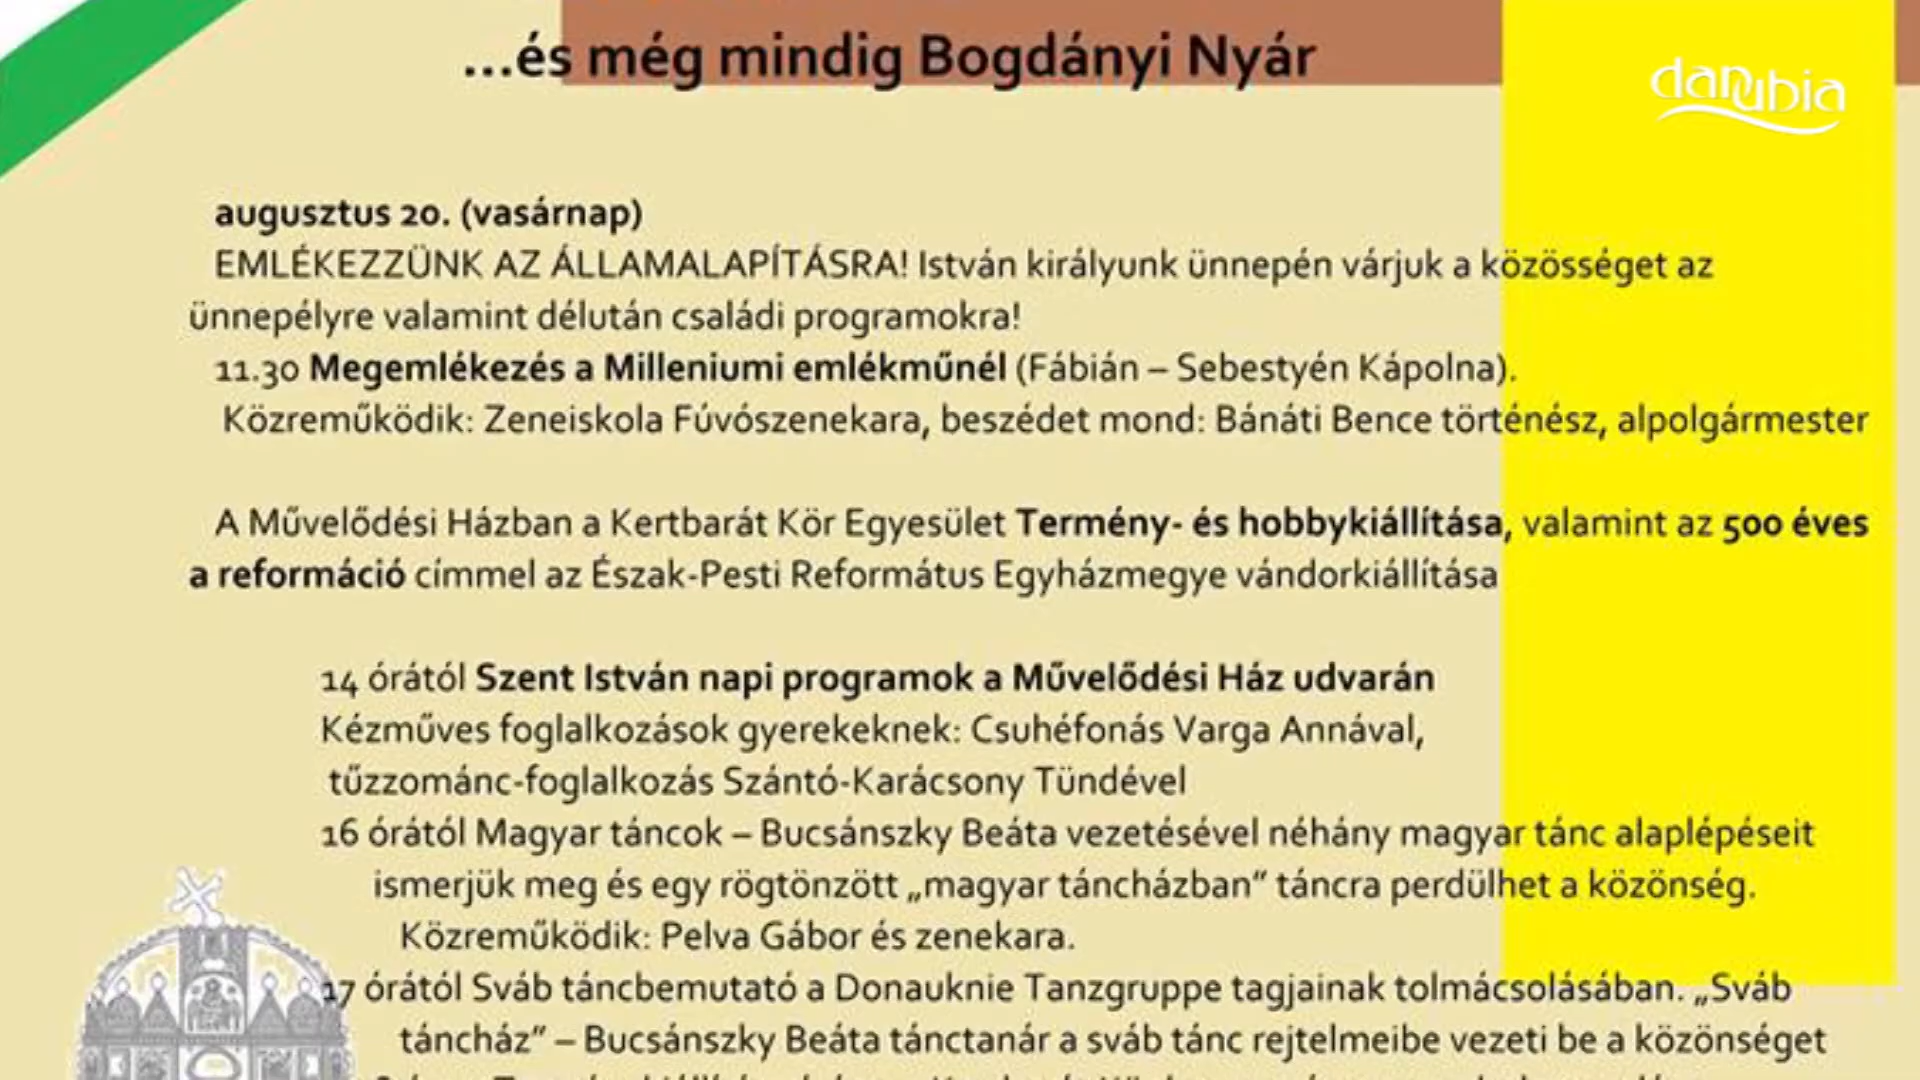 ...és még mindig Bogdányi Nyár
danubia
augusztus 20. (vasárnap)
EMLÉKEZZÜNK AZ ÁLLAMALAPÍTÁSRA! István királyunk ünnepén várjuk a közösséget az
ünnepélyre valamint délután családi programokra!
11.30 Megemlékezés a Milleniumi emlékműnél (Fábián – Sebestyén Kápolna).
Közreműködik: Zeneiskola Fúvószenekara, beszédet mond: Bánáti Bence történész, alpolgármester
A Művelődési Házban a Kertbarát Kör Egyesület Termény- és hobbykiállítása, valamint az 500 éves
a reformáció címmel az Észak-Pesti Református Egyházmegye vándorkiállítása
14 órától Szent István napi programok a Művelődési Ház udvarán
Kézműves foglalkozások gyerekeknek: Csuhéfonás Varga Annával,
tűzzománc-foglalkozás Szántó-Karácsony Tündével
16 órától Magyar táncok – Bucsánszky Beáta vezetésével néhány magyar tánc alaplépéseit
ismerjük meg és egy rögtönzött „magyar táncházban” táncra perdülhet a közönség.
Közreműködik: Pelva Gábor és zenekara.
17 órától Sváb táncbemutató a Donauknie Tanzgruppe tagjainak tolmácsolásában. „Sváb
táncház” – Bucsánszky Beáta tánctanár a sváb tánc rejtelmeibe vezeti be a közönséget